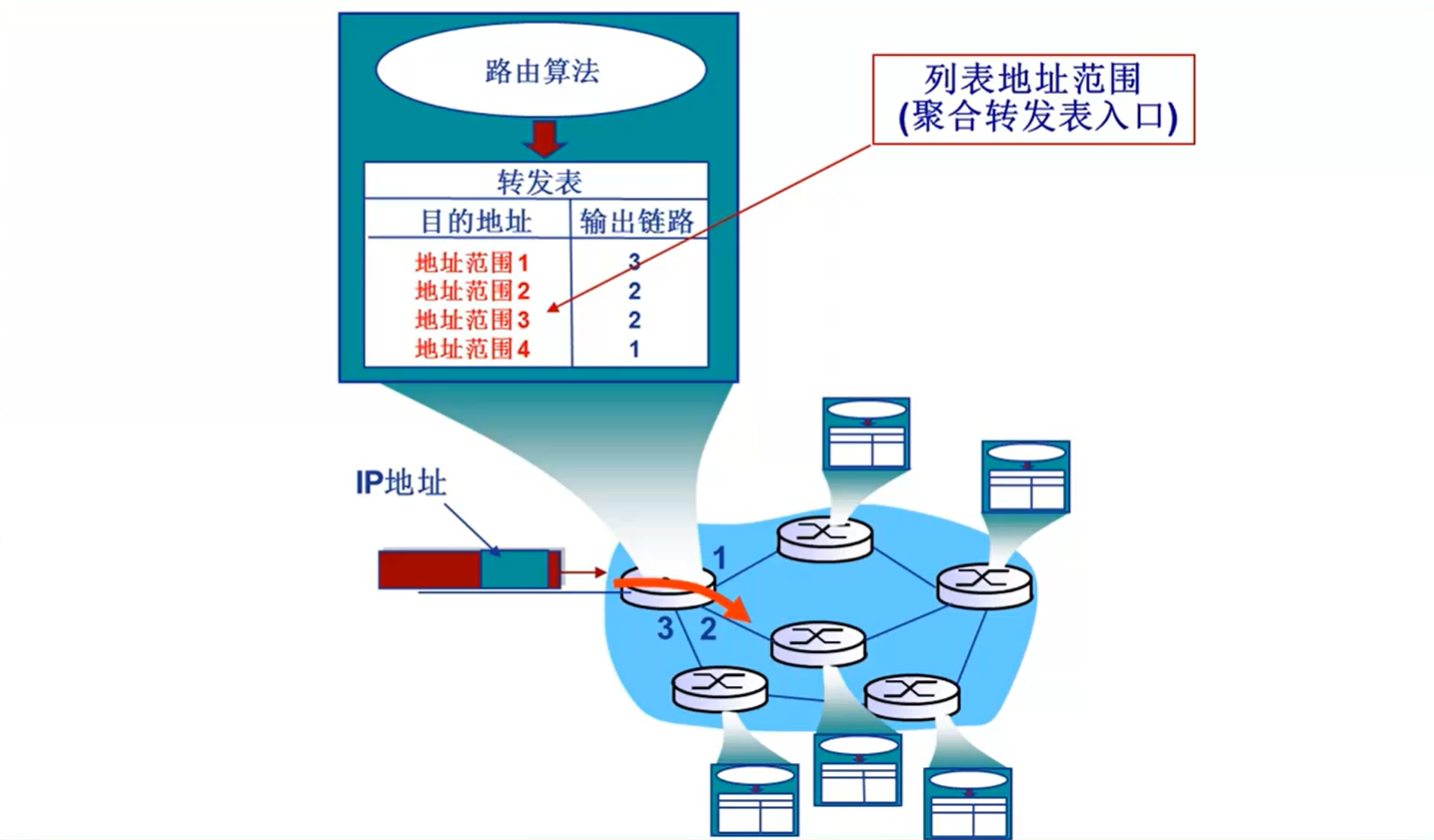 路由算法
列表地址范围
(聚合转发表入口)
转发表
目的地址 输出链路
地址范围1 3
地址范围2 2
地址范围3 2
地址范围4 1
IP地址
1
3 2